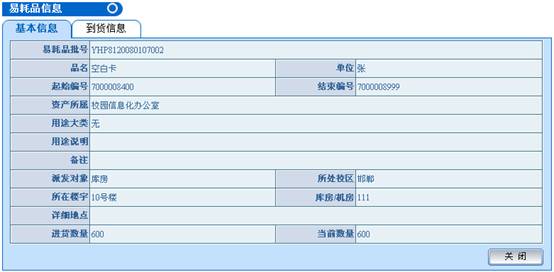 易耗品信息
基本信息 到货信息
易耗品批号 YHP8120080107002
品名 空白卡 单位 张
起始编号 7000008400 结束编号 7000008999
资产所属 校园信息化办公室
用途大类 无
用途说明
备注
派发对象 库房 所处校区 邯郸
所在楼宇 10号楼 库房/机房 111
详细地点
进货数量 600 当前数量 600
关 闭